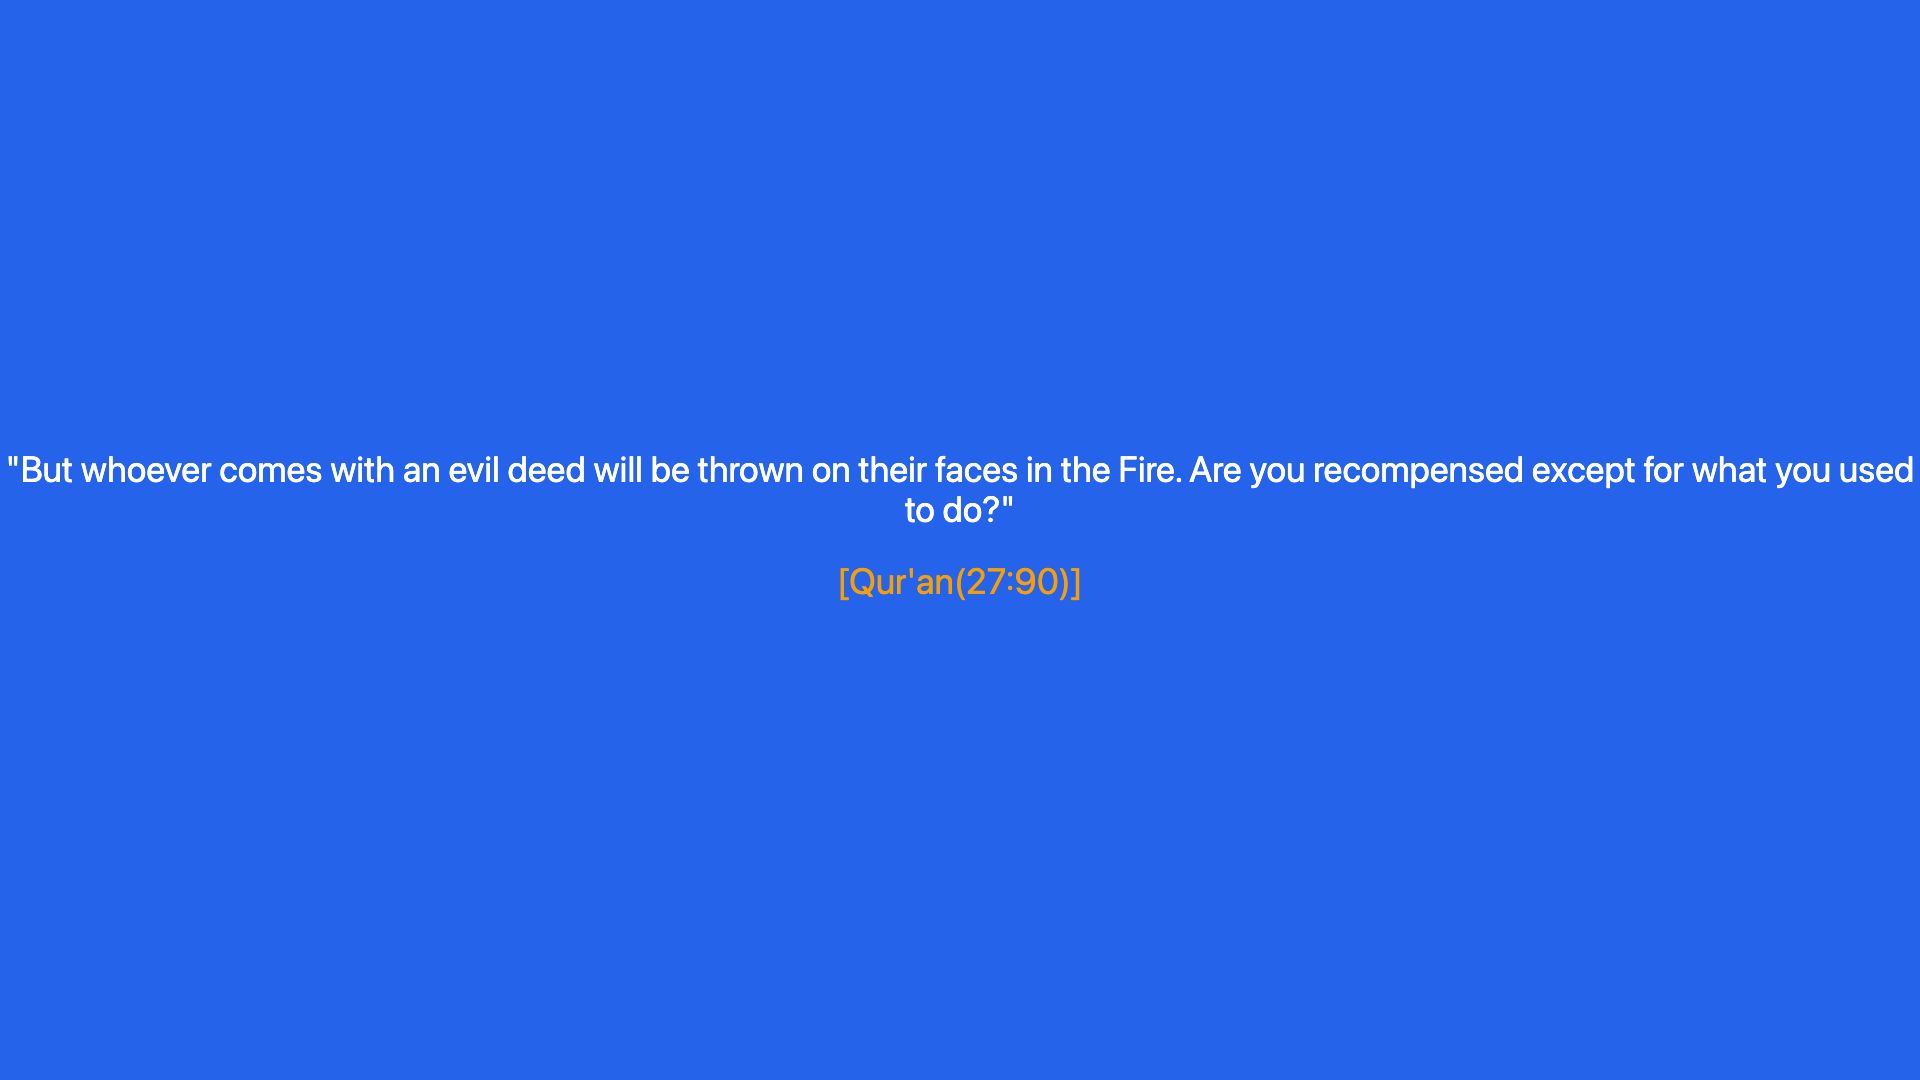 "But whoever comes with an evil deed will be thrown on their faces in the Fire. Are you recompensed except for what you used
to do?"
[Qur'an(27:90)]